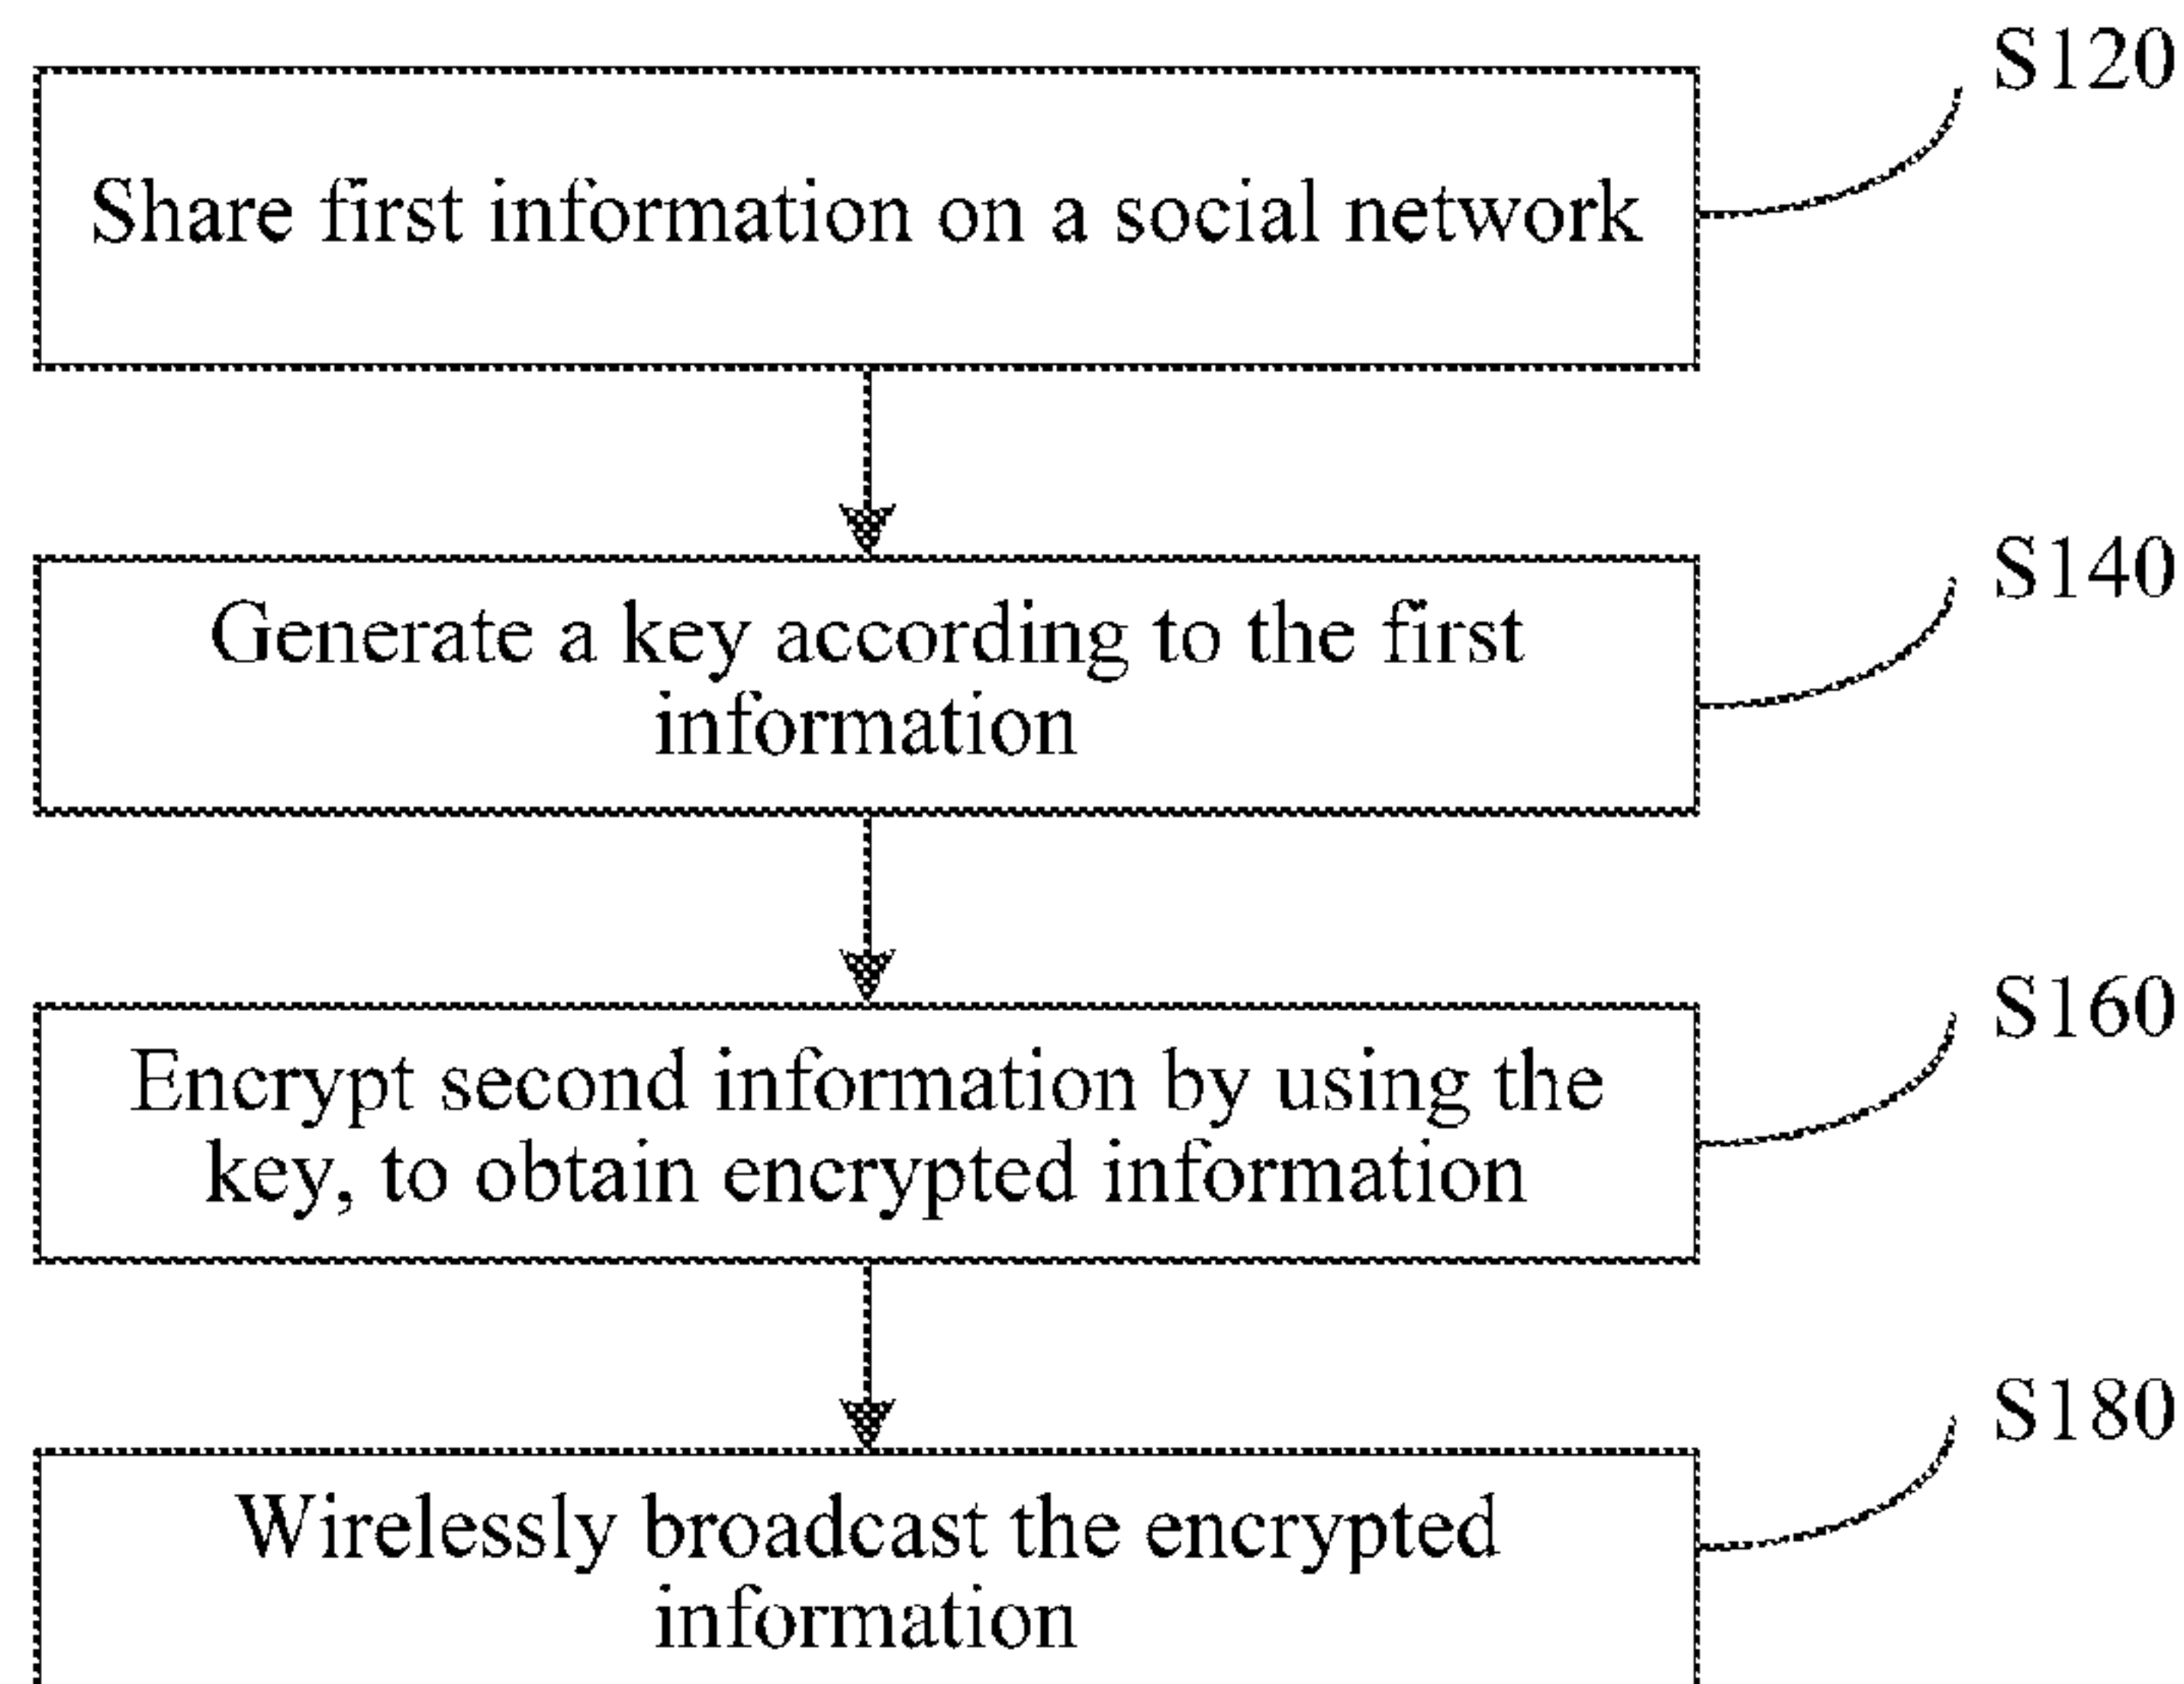 S120
Share first information on a social network
S140
Generate a key according to the first
information
S160
Encrypt second information by using the
key, to obtain encrypted information
S180
Wirelessly broadcast the encrypted
information